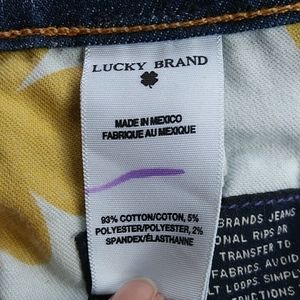 LUCKY BRAND
MADE IN MEXICO
FABRIQUE AU MEXIQUE
93% COTTON/COTON, 5%
POLYESTER/POLYESTER, 2%
SPANDEX/ÉLASTHANNE
BRANDS JEANS
ONAL RIPS OR
TRANSFER TO
FABRICS. AVOID
LT LOOPS. SIMPLY